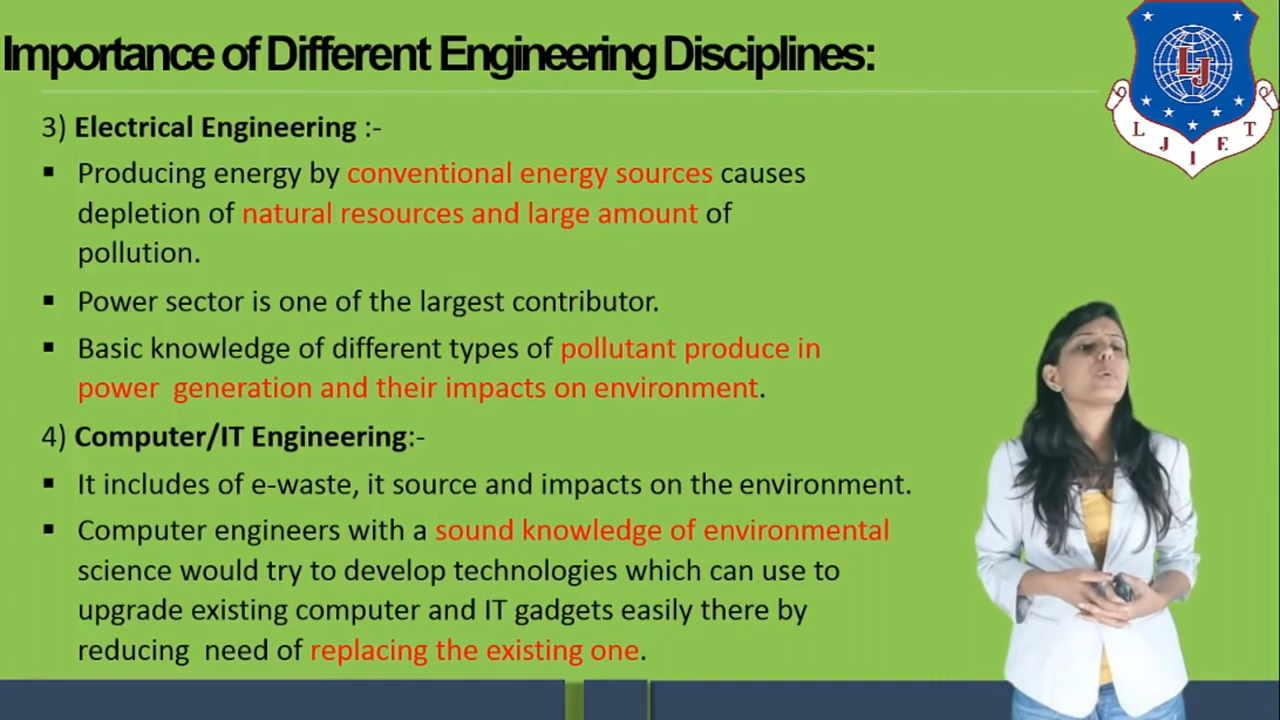 Importance of Different Engineering Disciplines:
LJ
L J I E T
3) Electrical Engineering :-
▪ Producing energy by conventional energy sources causes
depletion of natural resources and large amount of
pollution.
▪ Power sector is one of the largest contributor.
▪ Basic knowledge of different types of pollutant produce in
power  generation and their impacts on environment.
4) Computer/IT Engineering:-
▪ It includes of e-waste, it source and impacts on the environment.
▪ Computer engineers with a sound knowledge of environmental
science would try to develop technologies which can use to
upgrade existing computer and IT gadgets easily there by
reducing  need of replacing the existing one.